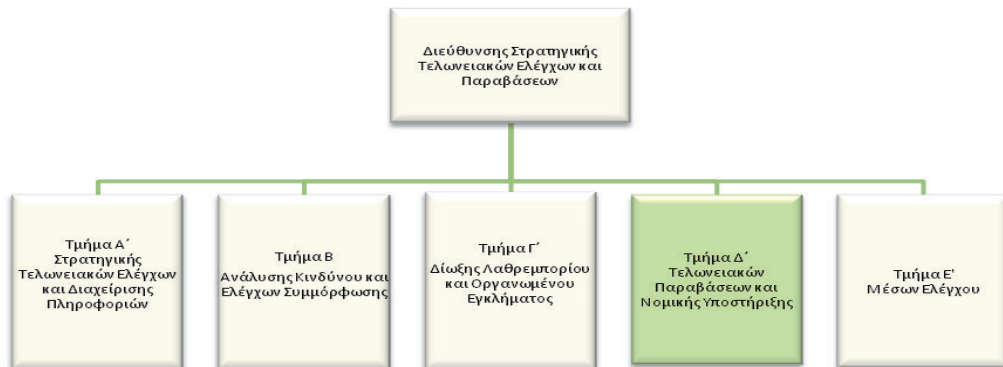 Διεύθυνσης Στρατηγικής
Τελωνειακών Ελέγχων και
Παραβάσεων
Τμήμα Α΄
Στρατηγικής
Τελωνειακών Ελέγχων
και Διαχείρισης
Πληροφοριών
Τμήμα Β
Ανάλυσης Κινδύνου και
Ελέγχων Συμμόρφωσης
Τμήμα Γ΄
Δίωξης Λαθρεμπορίου
και Οργανωμένου
Εγκλήματος
Τμήμα Δ΄
Τελωνειακών
Παραβάσεων και
Νομικής Υποστήριξης
Τμήμα Ε'
Μέσων Ελέγχου